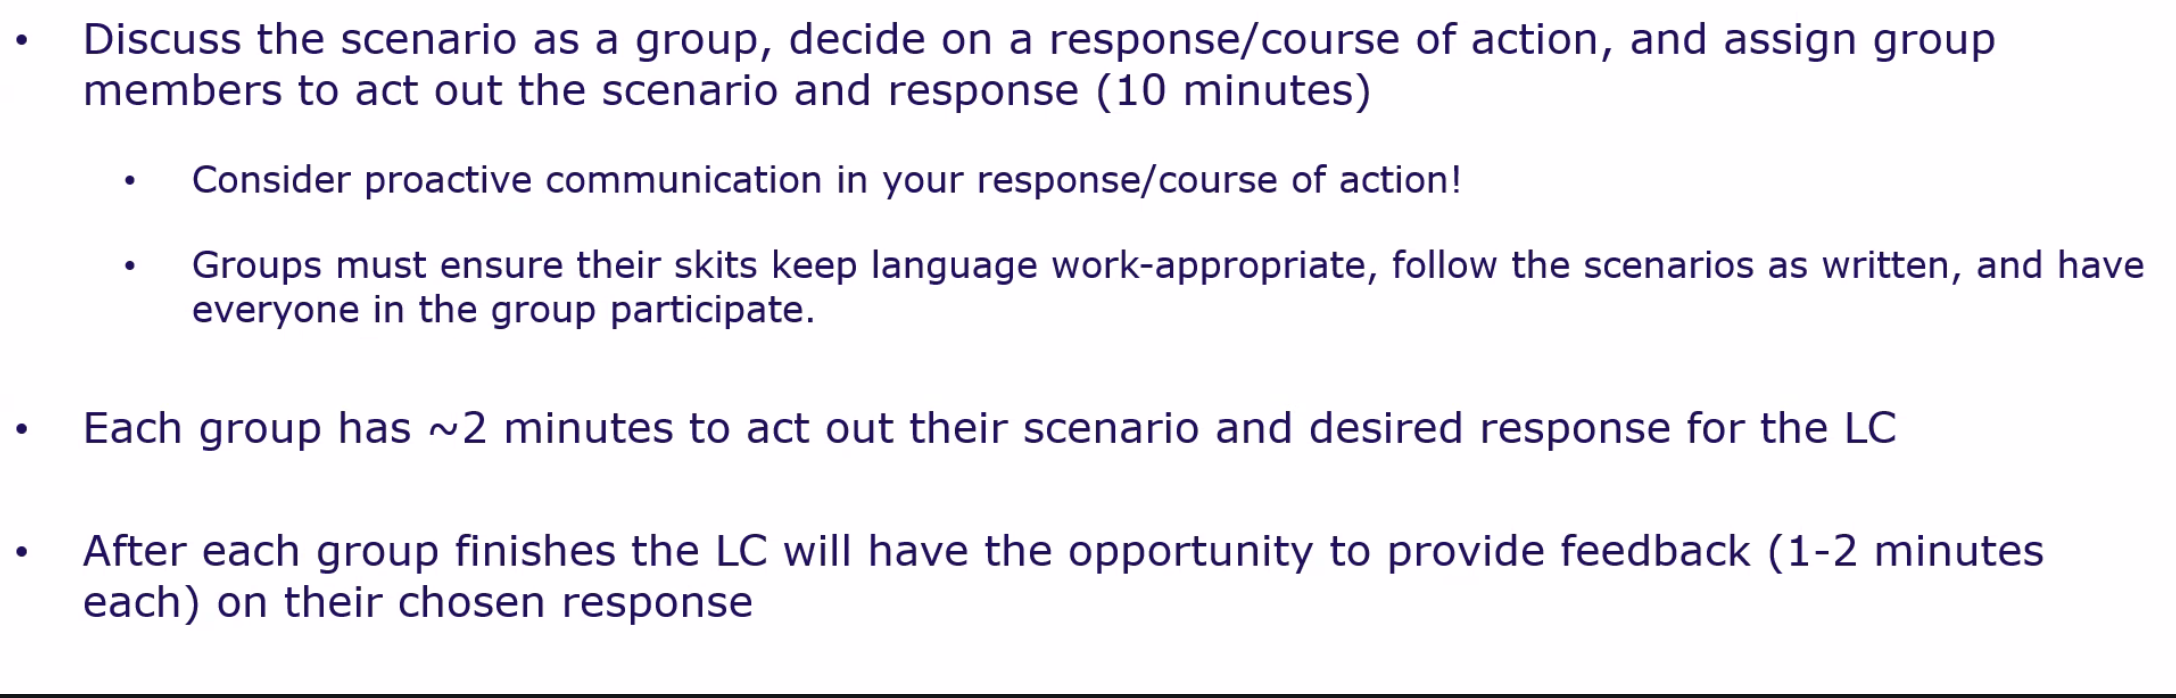 • Discuss the scenario as a group, decide on a response/course of action, and assign group
members to act out the scenario and response (10 minutes)
• Consider proactive communication in your response/course of action!
• Groups must ensure their skits keep language work-appropriate, follow the scenarios as written, and have
everyone in the group participate.
• Each group has ~2 minutes to act out their scenario and desired response for the LC
• After each group finishes the LC will have the opportunity to provide feedback (1-2 minutes
each) on their chosen response